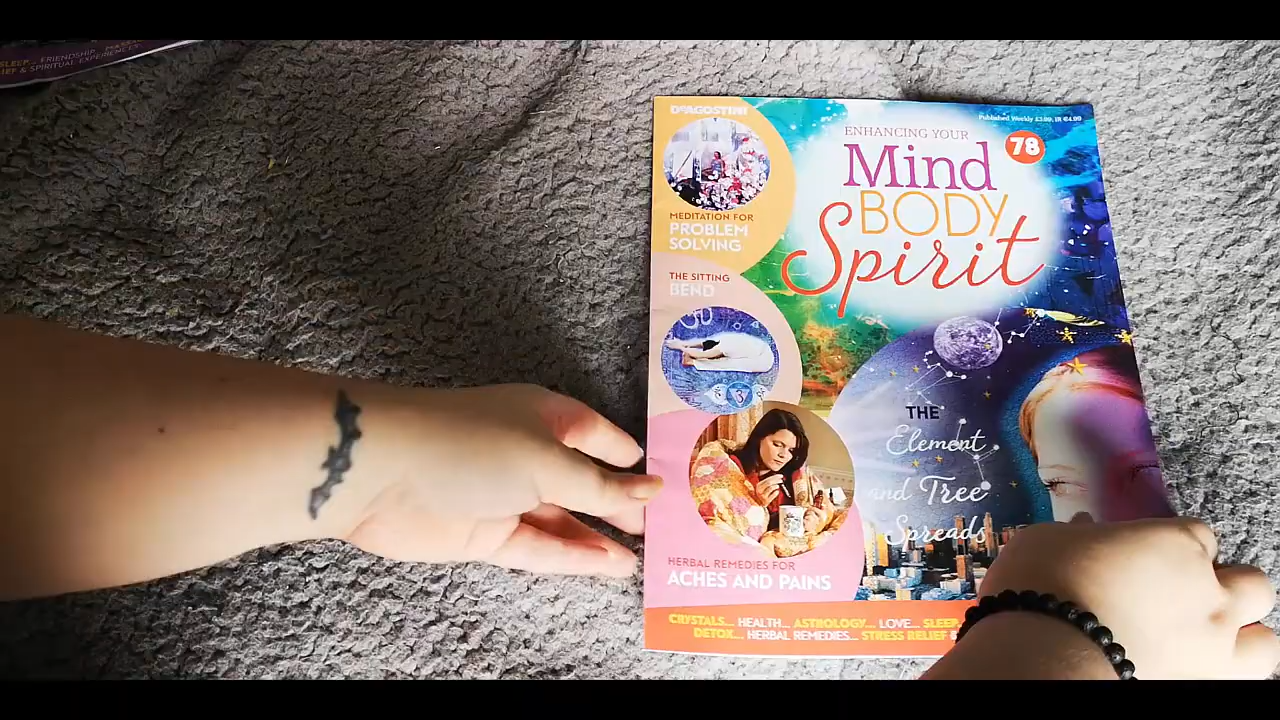 SLEEP... FRIENDSHIP
& SPIRITUAL EXPERIENCES
DEAGOSTINI
Published Weekly £3.99, IR €4.99
ENHANCING YOUR
78
Mind
BODY
Spirit
MEDITATION FOR
PROBLEM
SOLVING
THE SITTING
BEND
THE
Element
and Tree
Spreads
HERBAL REMEDIES FOR
ACHES AND PAINS
CRYSTALS... HEALTH... ASTROLOGY... LOVE... SLEEP
DETOX... HERBAL REMEDIES... STRESS RELIEF